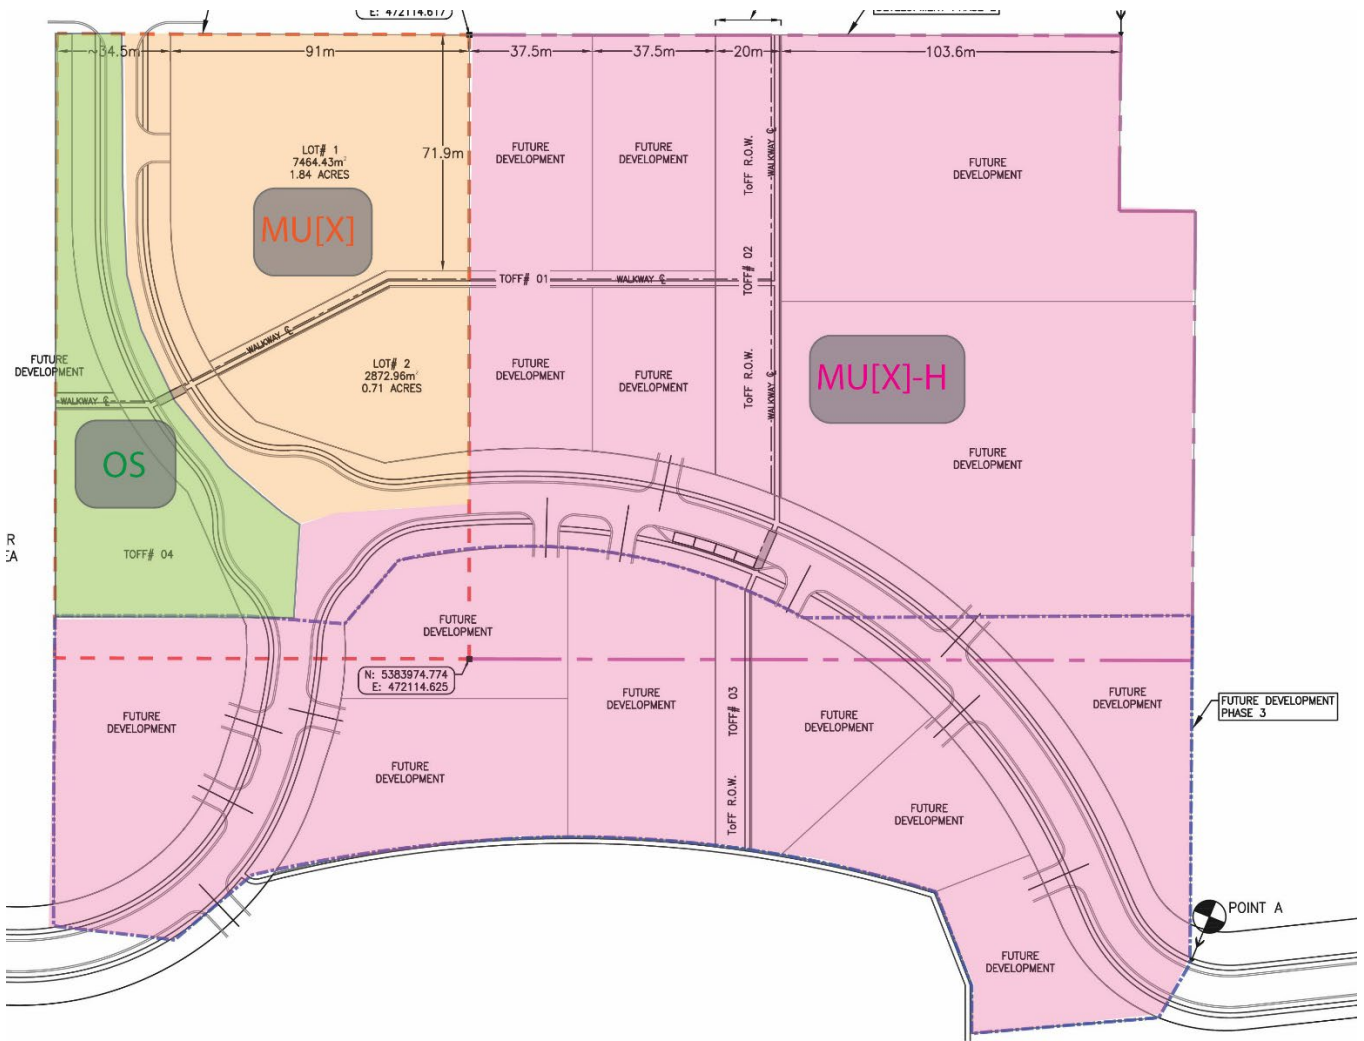 E: 472114.617
~34.5m
91m
37.5m
37.5m
20m
103.6m
LOT# 1
7464.43m²
1.84 ACRES
71.9m
FUTURE
DEVELOPMENT
FUTURE
DEVELOPMENT
ToFF R.O.W.
WALKWAY ℄
FUTURE
DEVELOPMENT
MU[X]
TOFF# 01
WALKWAY ℄
TOFF# 02
WALKWAY ℄
FUTURE
DEVELOPMENT
LOT# 2
2872.96m²
0.71 ACRES
FUTURE
DEVELOPMENT
FUTURE
DEVELOPMENT
ToFF R.O.W.
WALKWAY ℄
MU[X]-H
WALKWAY ℄
OS
FUTURE
DEVELOPMENT
R
EA
TOFF# 04
FUTURE
DEVELOPMENT
N: 5383974.774
E: 472114.625
FUTURE
DEVELOPMENT
FUTURE
DEVELOPMENT
TOFF# 03
FUTURE
DEVELOPMENT
FUTURE
DEVELOPMENT
FUTURE DEVELOPMENT
PHASE 3
FUTURE
DEVELOPMENT
ToFF R.O.W.
FUTURE
DEVELOPMENT
POINT A
FUTURE
DEVELOPMENT